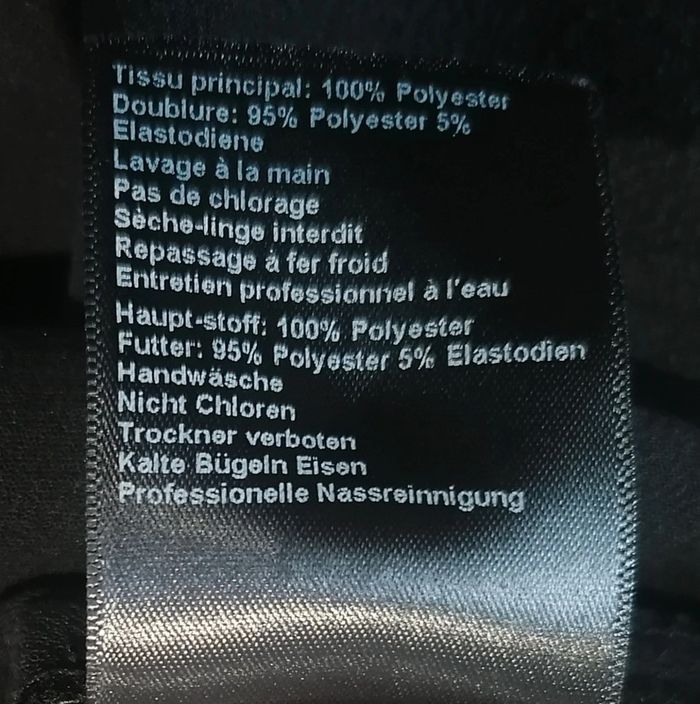 Tissu principal: 100% Polyester
Doublure: 95% Polyester 5%
Elastodiene
Lavage à la main
Pas de chlorage
Sèche-linge interdit
Repassage à fer froid
Entretien professionnel à l'eau
Haupt-stoff: 100% Polyester
Futter: 95% Polyester 5% Elastodien
Handwäsche
Nicht Chloren
Trockner verboten
Kalte Bügeln Eisen
Professionelle Nassreinnigung